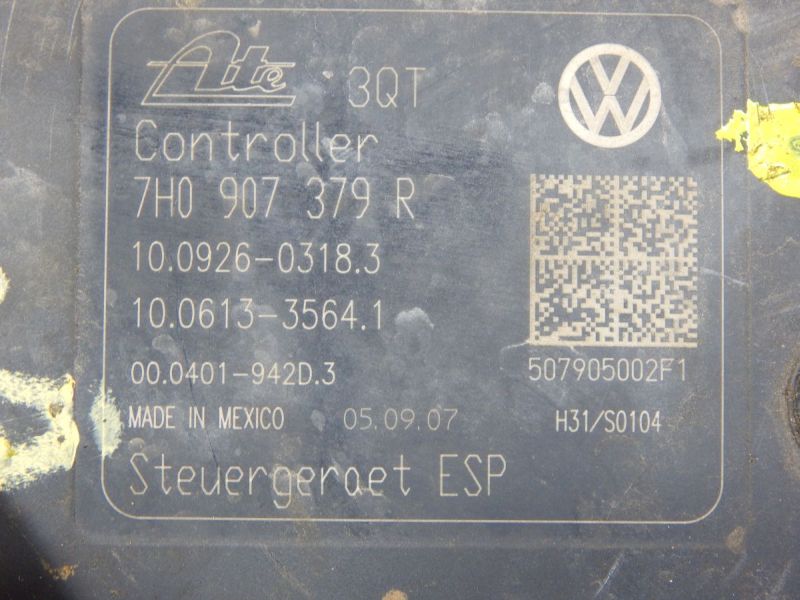 Ate 3QT
VW
Controller
7H0 907 379 R
10.0926-0318.3
10.0613-3564.1
00.0401-942D.3
507905002F1
MADE IN MEXICO 05.09.07 H31/S0104
Steuergeraet ESP